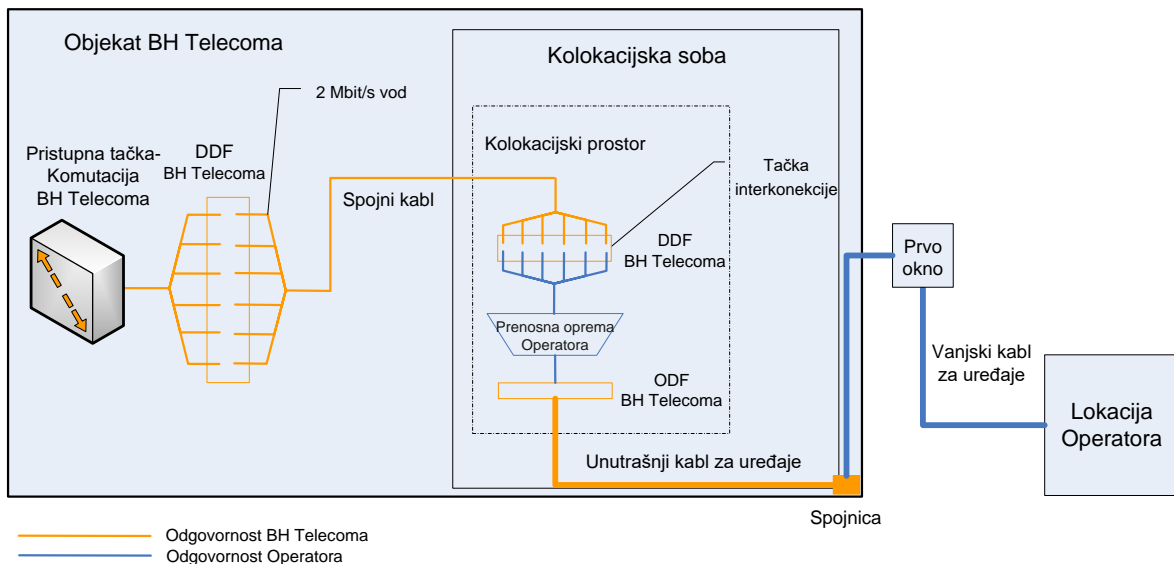 Objekat BH Telecoma
Kolokacijska soba
2 Mbit/s vod
Pristupna tačka-
Komutacija
BH Telecoma
DDF
BH Telecoma
Spojni kabl
Kolokacijski prostor
Tačka
interkonekcije
DDF
BH Telecoma
Prenosna oprema
Operatora
ODF
BH Telecoma
Unutrašnji kabl za uređaje
Spojnica
Prvo
okno
Vanjski kabl
za uređaje
Lokacija
Operatora
Odgovornost BH Telecoma
Odgovornost Operatora